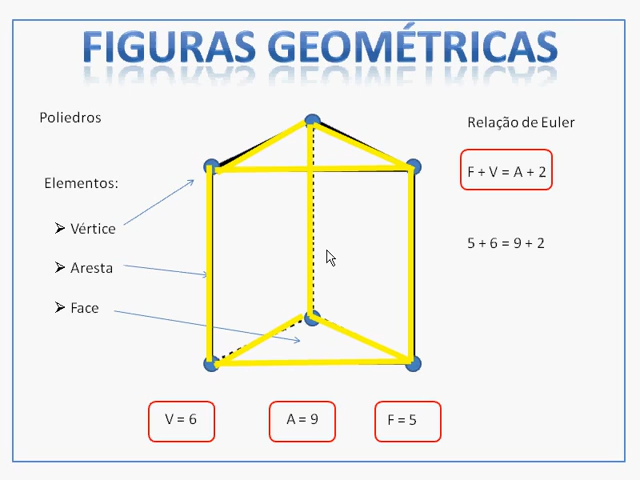 FIGURAS GEOMÉTRICAS
Poliedros
Relação de Euler
F + V = A + 2
Elementos:
Vértice
5 + 6 = 9 + 2
Aresta
Face
V = 6
A = 9
F = 5